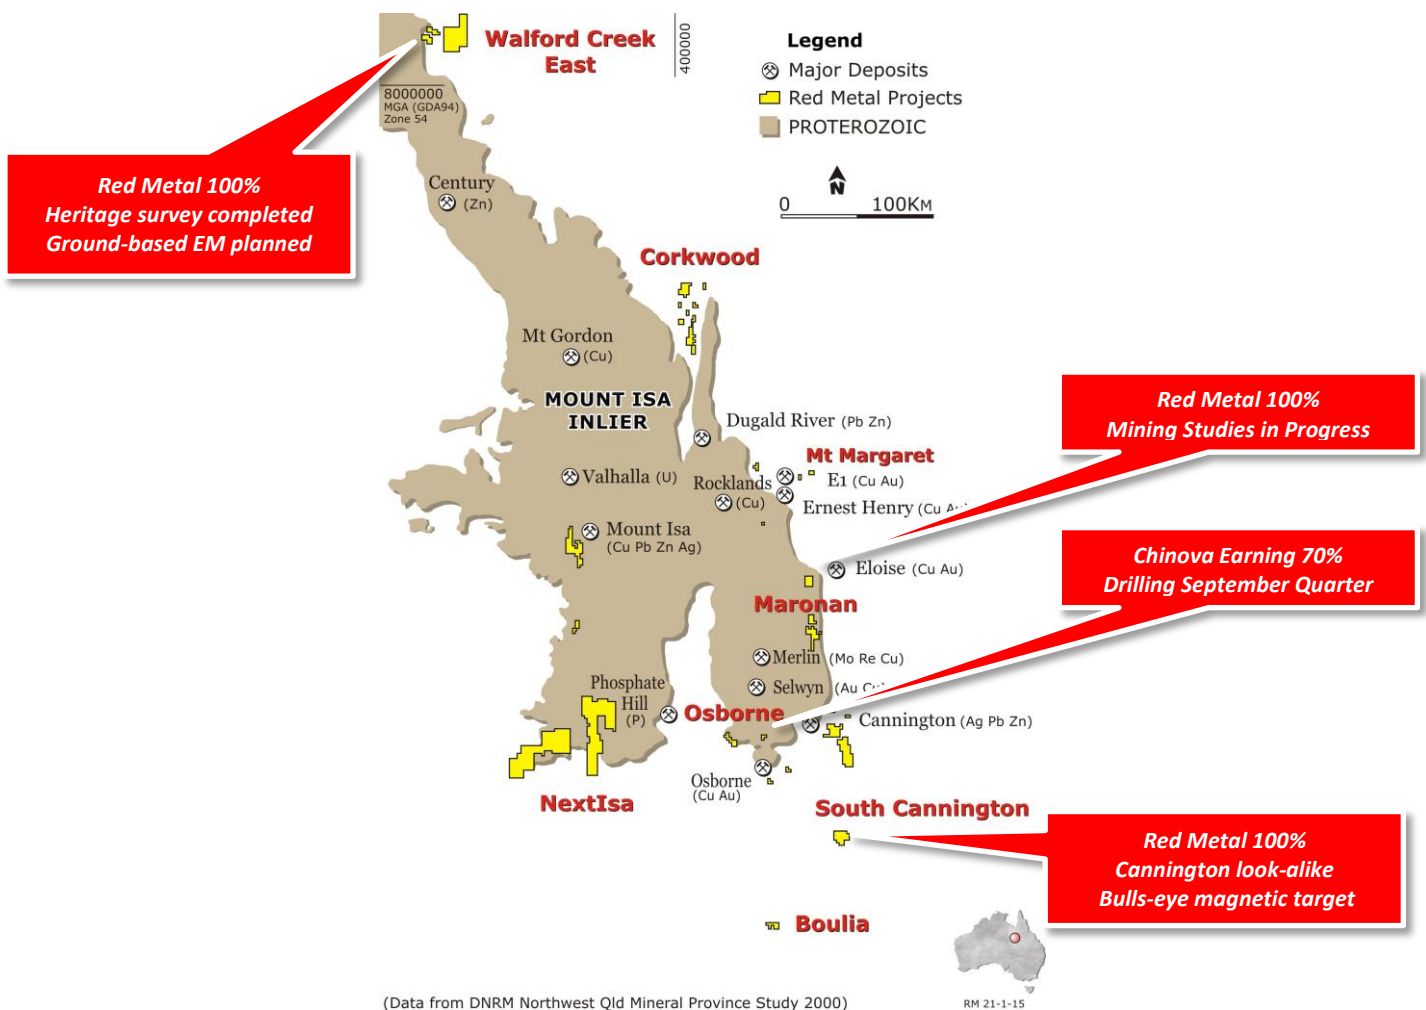 Walford Creek
East
400000
Legend
Major Deposits
Red Metal Projects
PROTEROZOIC
8000000
MGA (GDA94)
Zone 54
N
0 100KM
Red Metal 100%
Heritage survey completed
Ground-based EM planned
Century
(Zn)
Corkwood
Mt Gordon
(Cu)
MOUNT ISA
INLIER
Red Metal 100%
Mining Studies in Progress
Dugald River (Pb Zn)
Mt Margaret
Valhalla (U)
Rocklands
(Cu)
E1 (Cu Au)
Ernest Henry (Cu Au)
Mount Isa
(Cu Pb Zn Ag)
Eloise (Cu Au)
Chinova Earning 70%
Drilling September Quarter
Maronan
Merlin (Mo Re Cu)
Selwyn (Au Cu)
Phosphate
Hill
(P)
Osborne
Cannington (Ag Pb Zn)
Osborne
(Cu Au)
NextIsa
South Cannington
Red Metal 100%
Cannington look-alike
Bulls-eye magnetic target
Boulia
(Data from DNRM Northwest Qld Mineral Province Study 2000)
RM 21-1-15